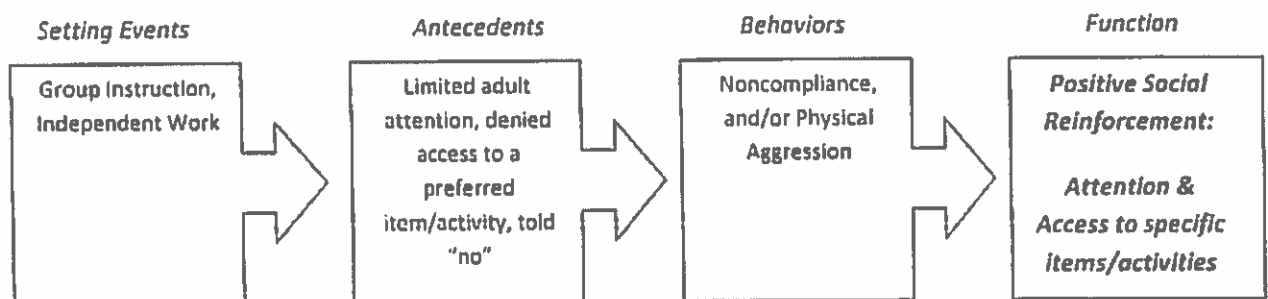 Setting Events
Group Instruction,
Independent Work
Antecedents
Limited adult
attention, denied
access to a
preferred
item/activity, told
"no"
Behaviors
Noncompliance,
and/or Physical
Aggression
Function
Positive Social
Reinforcement:
Attention &
Access to specific
items/activities